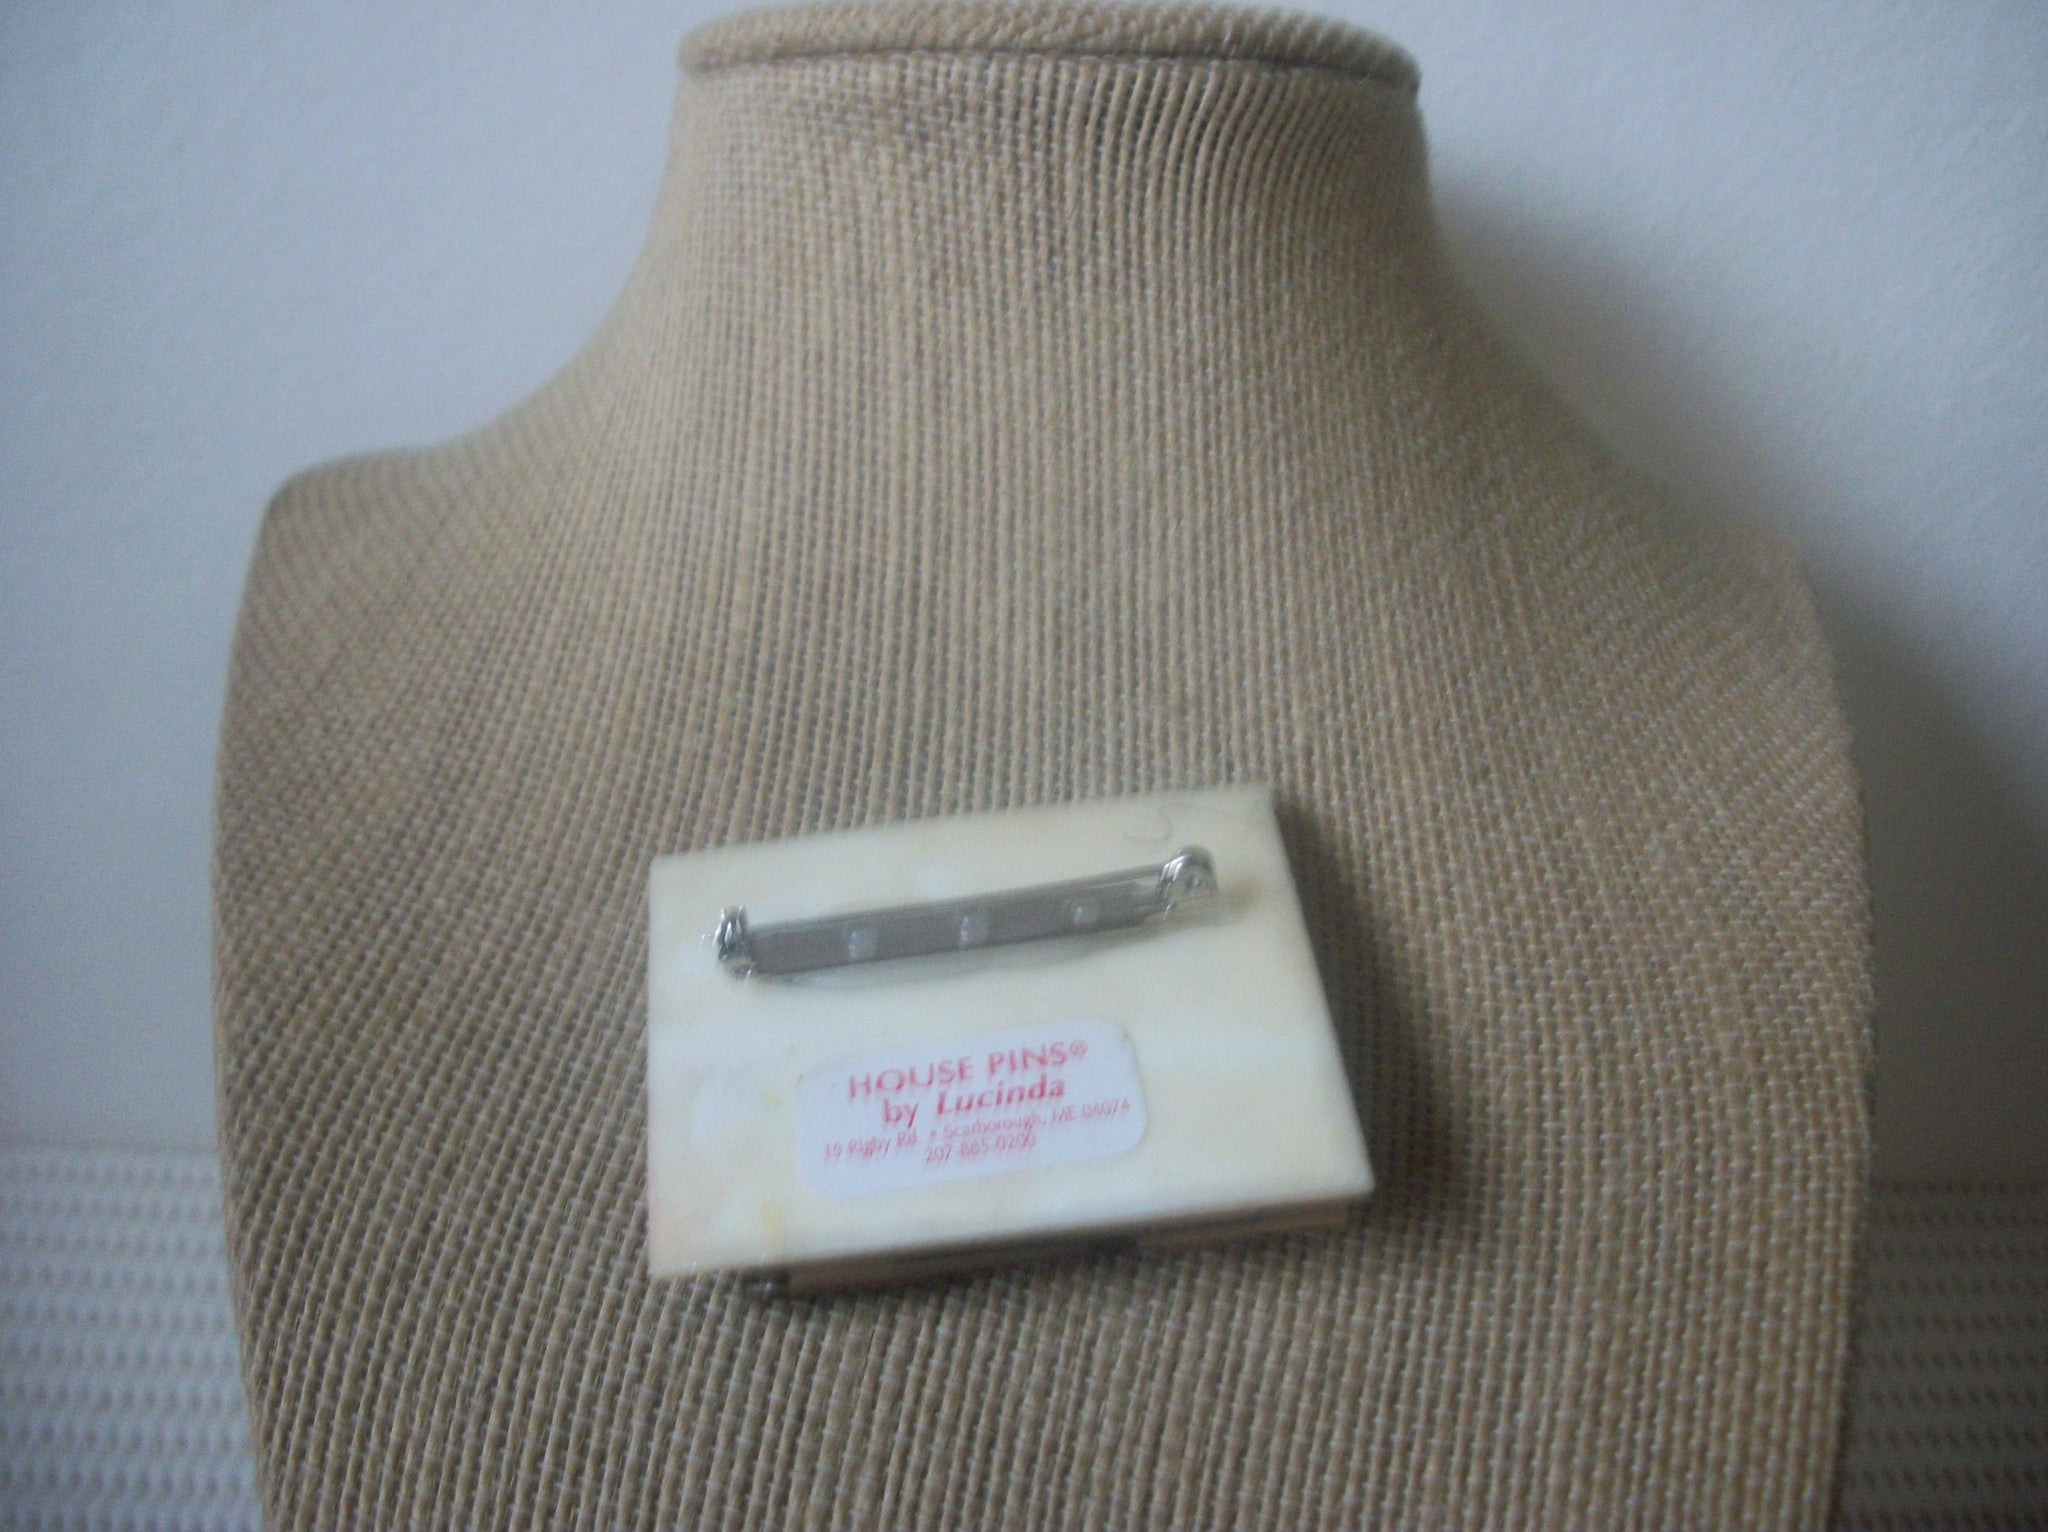 HOUSE PINS®
by Lucinda
19 Rigby Rd. • Scarborough, ME 04074
207-885-0200